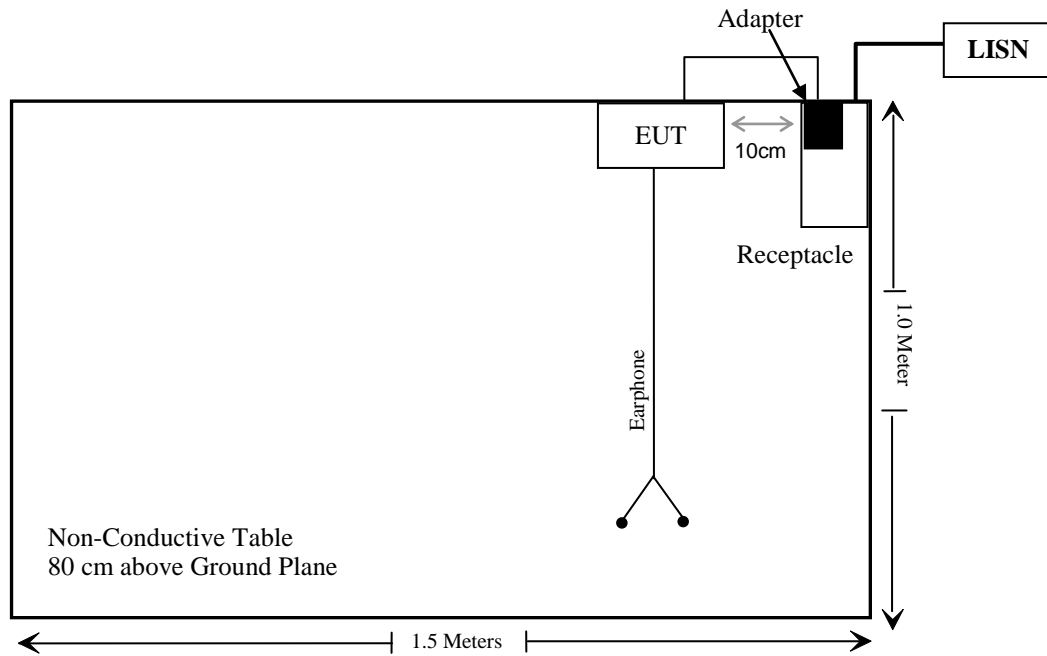 Adapter
LISN
EUT
10cm
Receptacle
1.0 Meter
Earphone
Non-Conductive Table
80 cm above Ground Plane
1.5 Meters